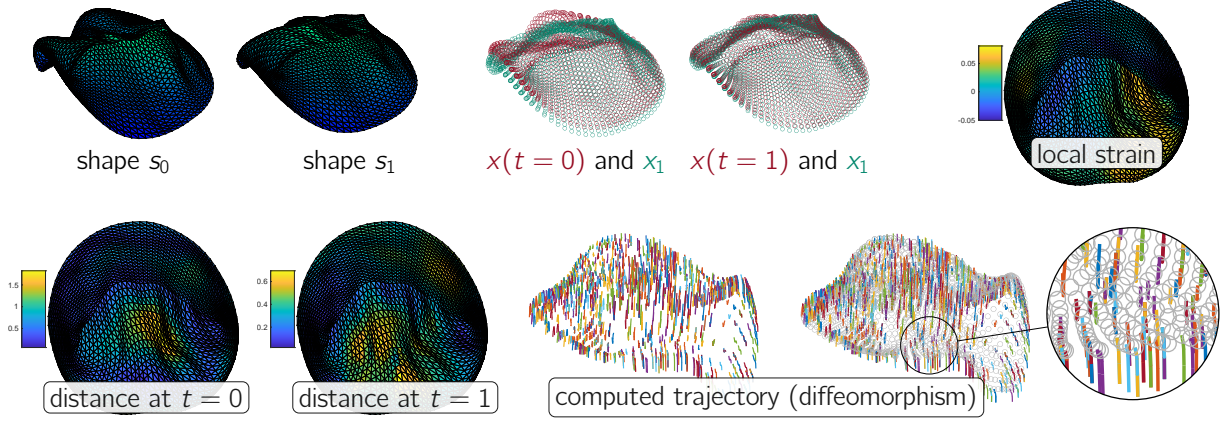 shape s₀
shape s₁
x(t = 0) and x₁
x(t = 1) and x₁
0.05
0
-0.05
local strain
1.5
1
0.5
distance at t = 0
0.6
0.4
0.2
distance at t = 1
computed trajectory (diffeomorphism)